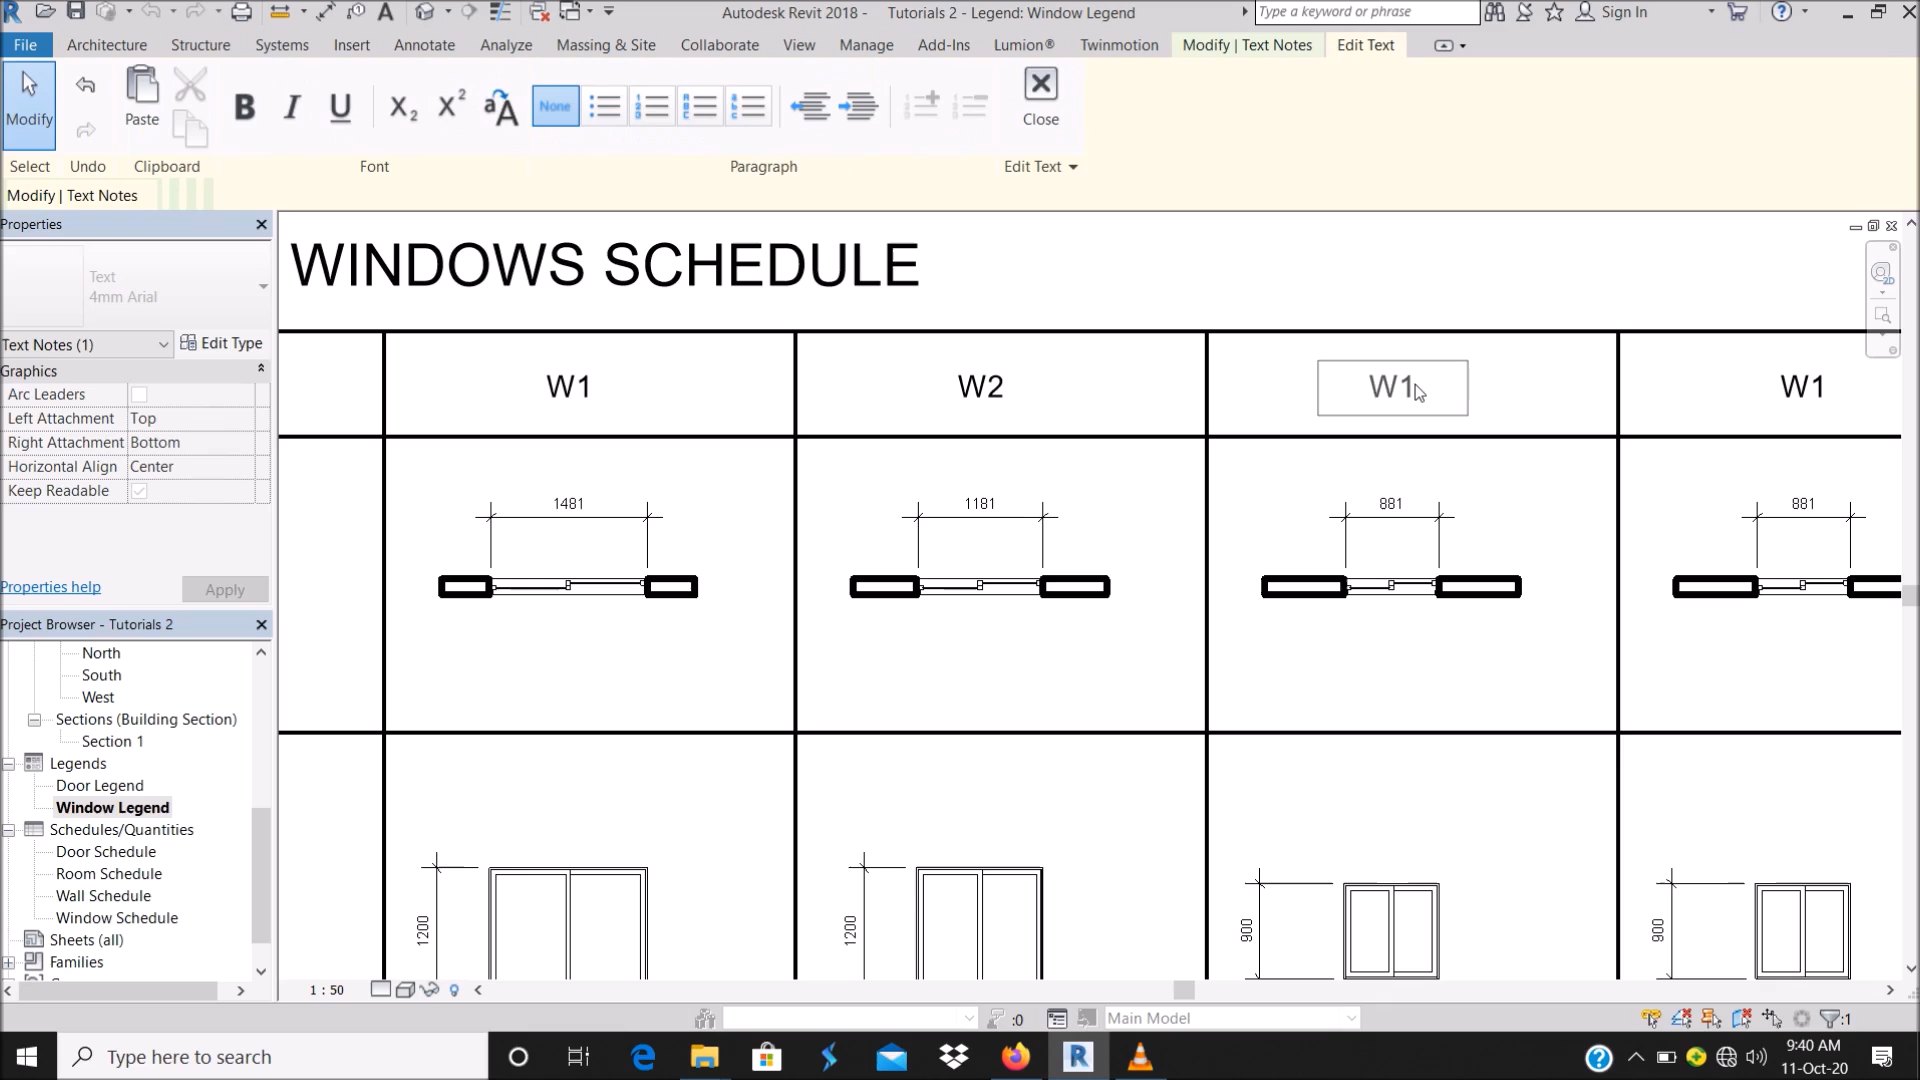 Autodesk Revit 2018 - Tutorials 2 - Legend: Window Legend
Type a keyword or phrase
Sign In
File Architecture Structure Systems Insert Annotate Analyze Massing & Site Collaborate View Manage Add-Ins Lumion® Twinmotion Modify | Text Notes Edit Text
Modify
Paste
None
Close
Select Undo Clipboard Font Paragraph Edit Text
Modify | Text Notes
Properties
Text
4mm Arial
Text Notes (1)
Edit Type
Graphics
Arc Leaders
Left Attachment Top
Right Attachment Bottom
Horizontal Align Center
Keep Readable
Properties help
Apply
Project Browser - Tutorials 2
North
South
West
Sections (Building Section)
Section 1
Legends
Door Legend
Window Legend
Schedules/Quantities
Door Schedule
Room Schedule
Wall Schedule
Window Schedule
Sheets (all)
Families
WINDOWS SCHEDULE
W1 W2 W1 W1
1481 1181 881 881
1200 1200 900 900
1 : 50
:0
Main Model
:1
Type here to search
9:40 AM
11-Oct-20